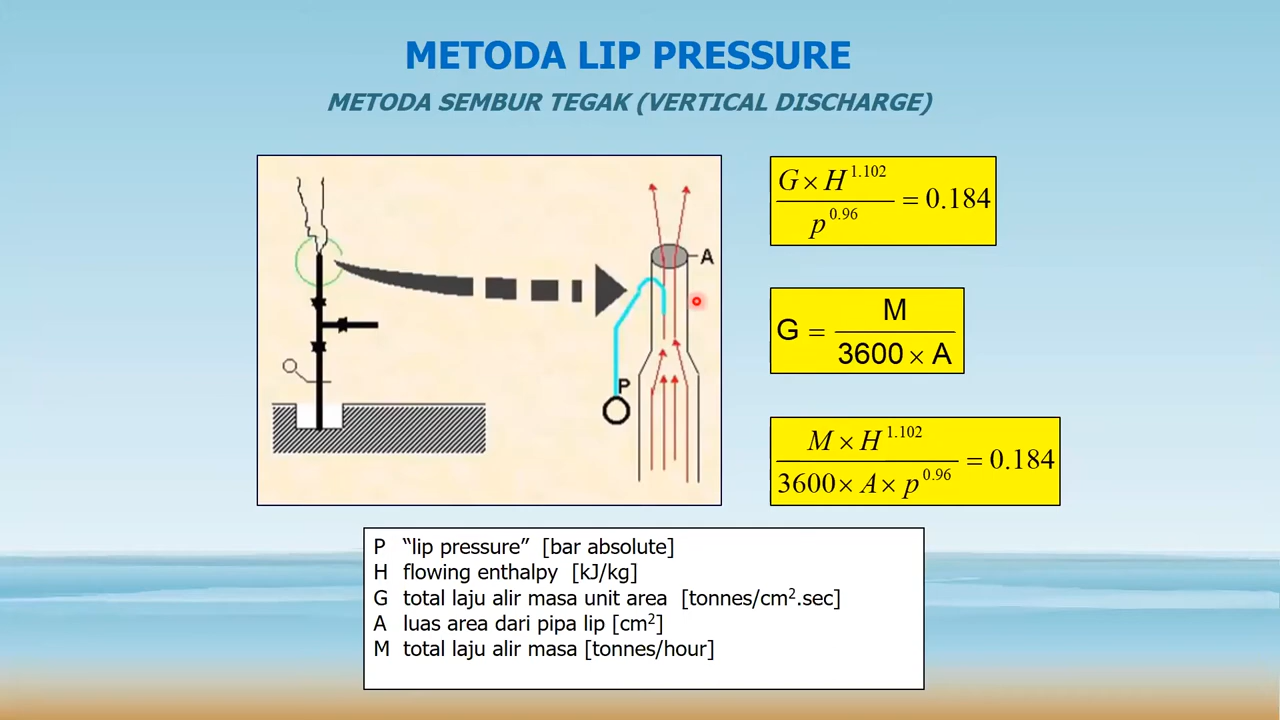 METODA LIP PRESSURE
METODA SEMBUR TEGAK (VERTICAL DISCHARGE)
A
P
G × H^1.102 / p^0.96 = 0.184
G = M / 3600 × A
M × H^1.102 / 3600 × A × p^0.96 = 0.184
P "lip pressure" [bar absolute]
H flowing enthalpy [kJ/kg]
G total laju alir masa unit area [tonnes/cm².sec]
A luas area dari pipa lip [cm²]
M total laju alir masa [tonnes/hour]